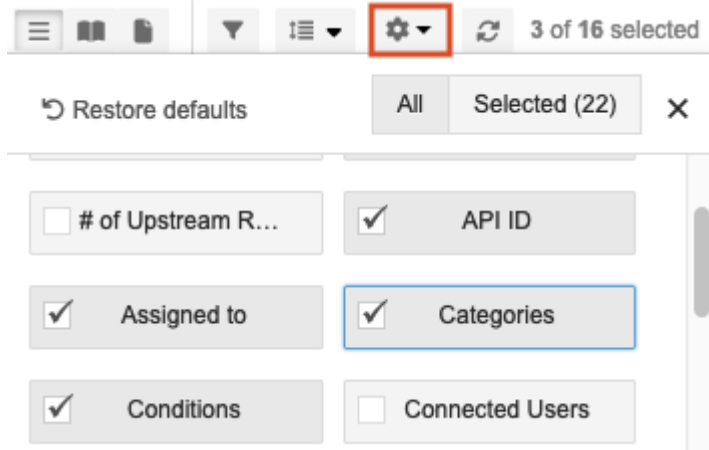 3 of 16 selected
Restore defaults
All
Selected (22)
# of Upstream R...
API ID
Assigned to
Categories
Conditions
Connected Users